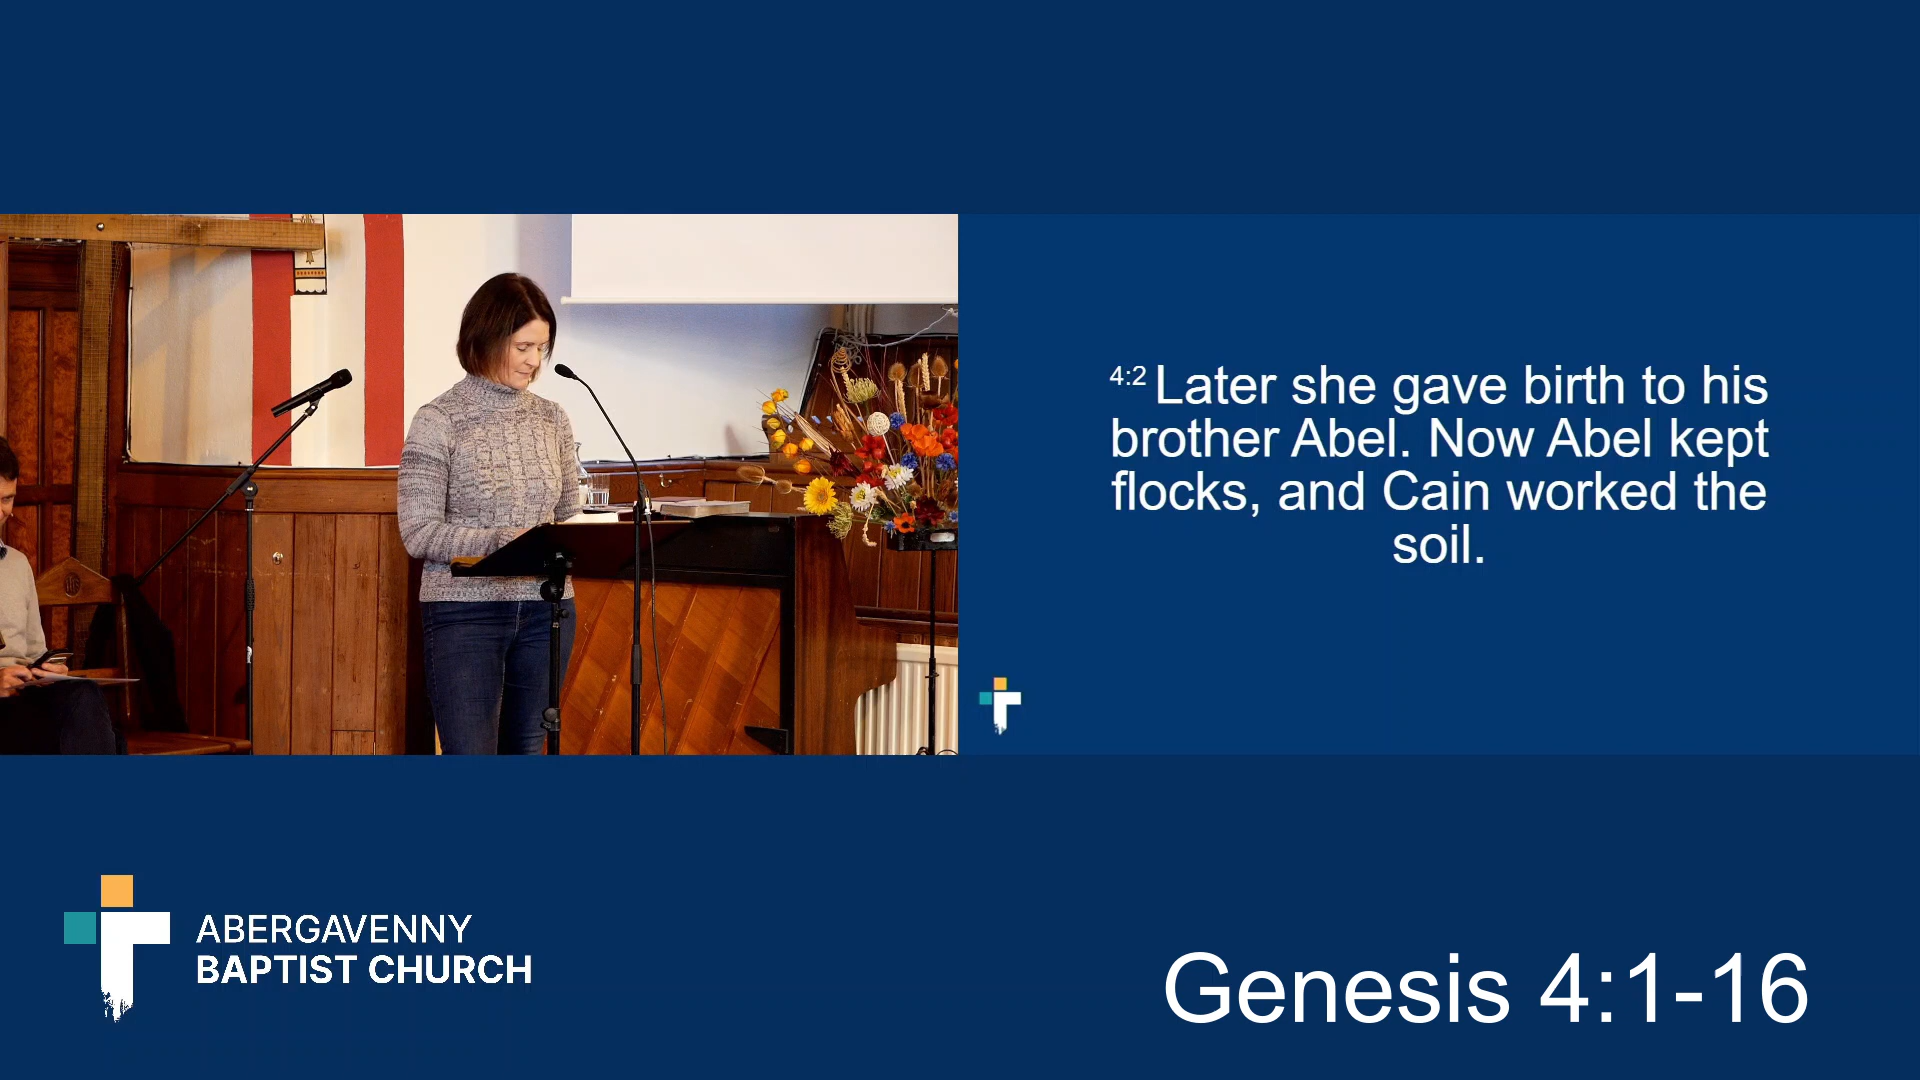 4:2 Later she gave birth to his
brother Abel. Now Abel kept
flocks, and Cain worked the
soil.
ABERGAVENNY
BAPTIST CHURCH
Genesis 4:1-16